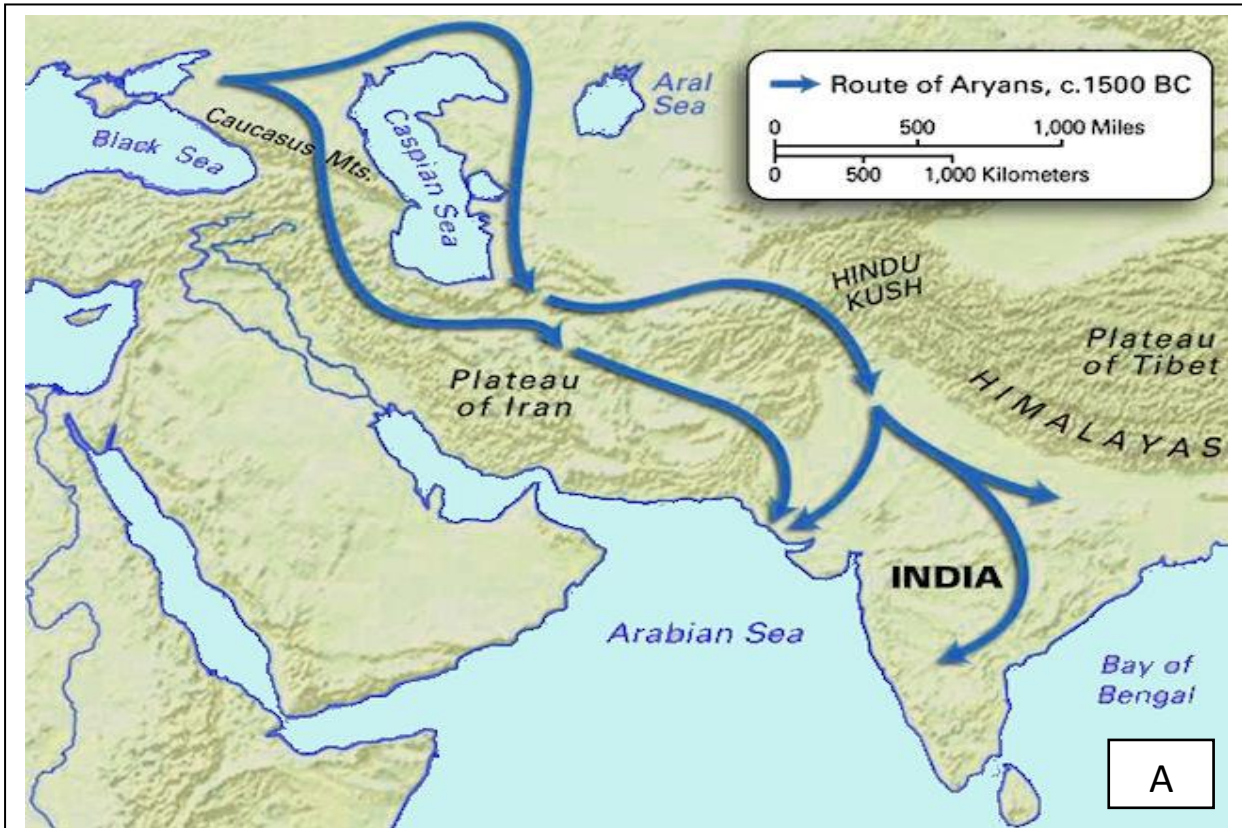 Route of Aryans, c.1500 BC
0 500 1,000 Miles
0 500 1,000 Kilometers
Aral
Sea
Black Sea
Caucasus Mts.
Caspian Sea
HINDU
KUSH
Plateau
of Tibet
HIMALAYAS
Plateau
of Iran
INDIA
Arabian Sea
Bay of
Bengal
A